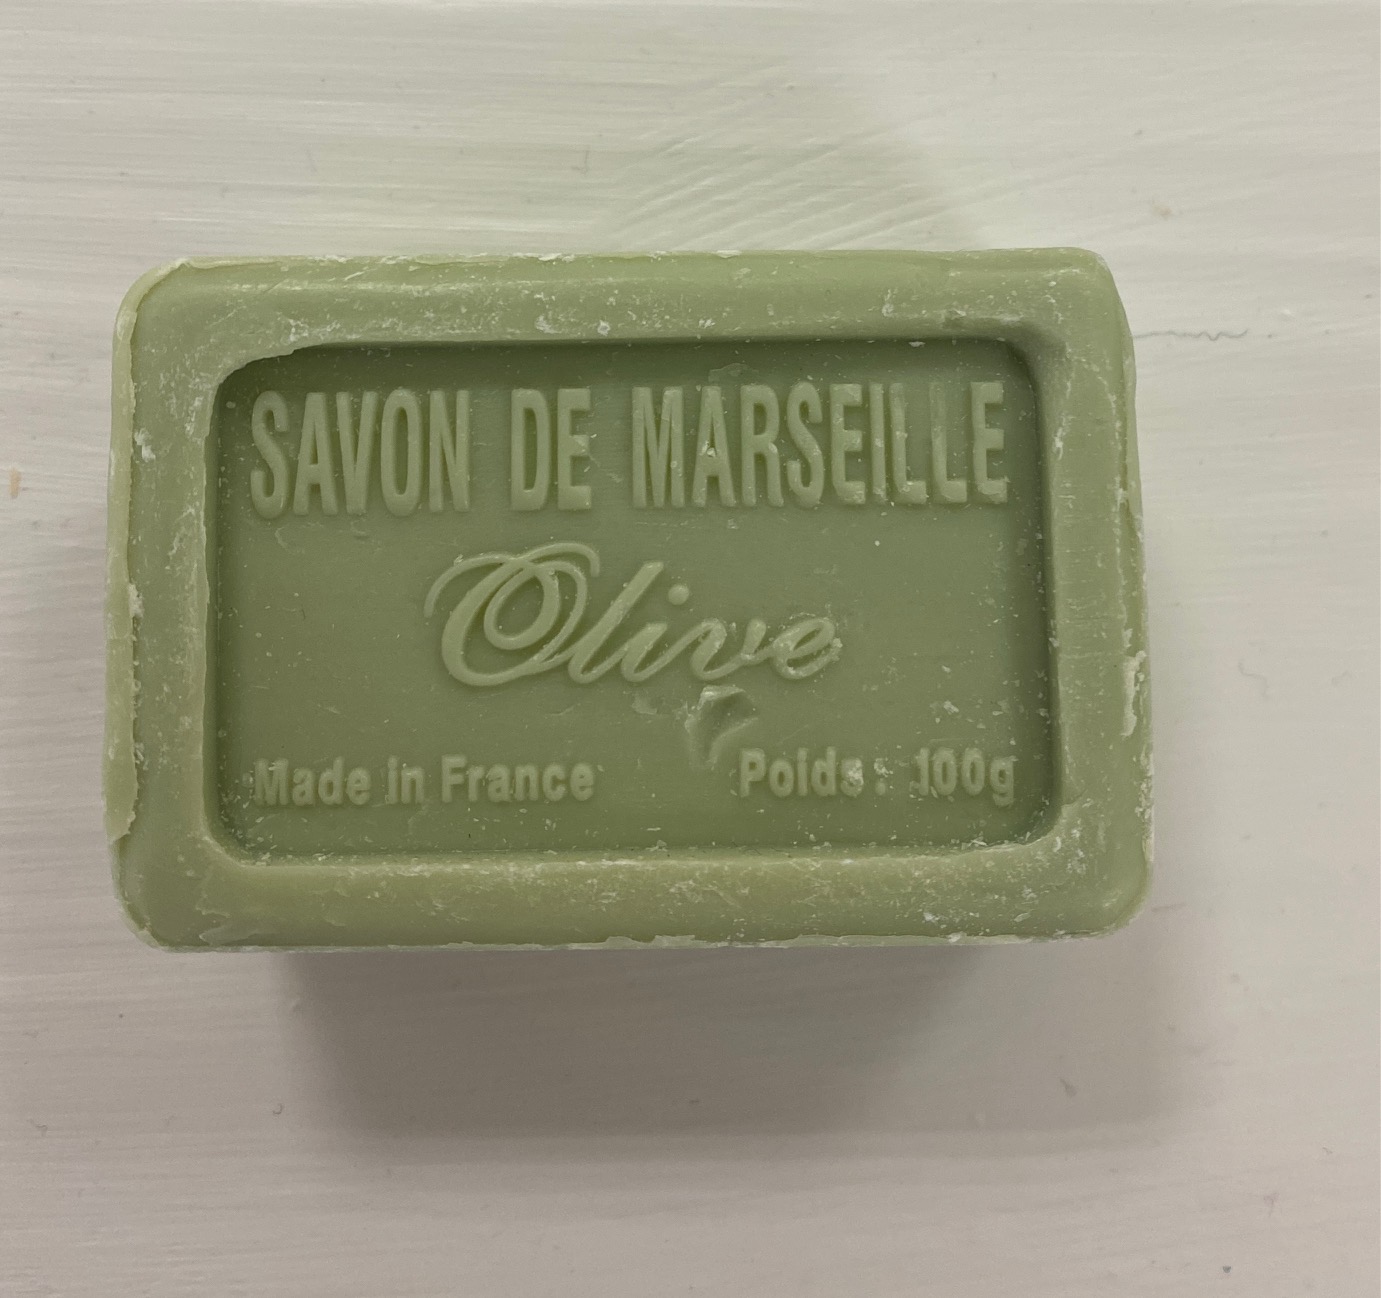 SAVON DE MARSEILLE
Olive
Made in France Poids : 100g